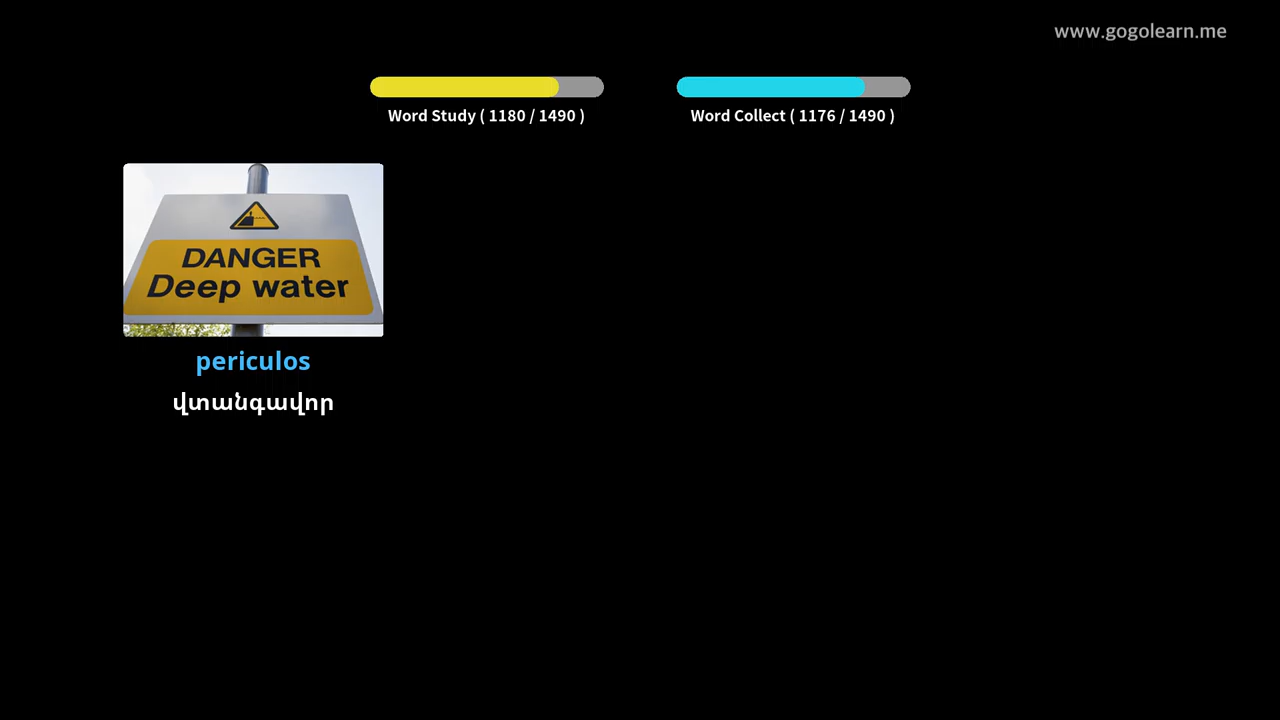 www.gogolearn.me
Word Study ( 1180 / 1490 )
Word Collect ( 1176 / 1490 )
DANGER
Deep water
periculos
վտանգավոր